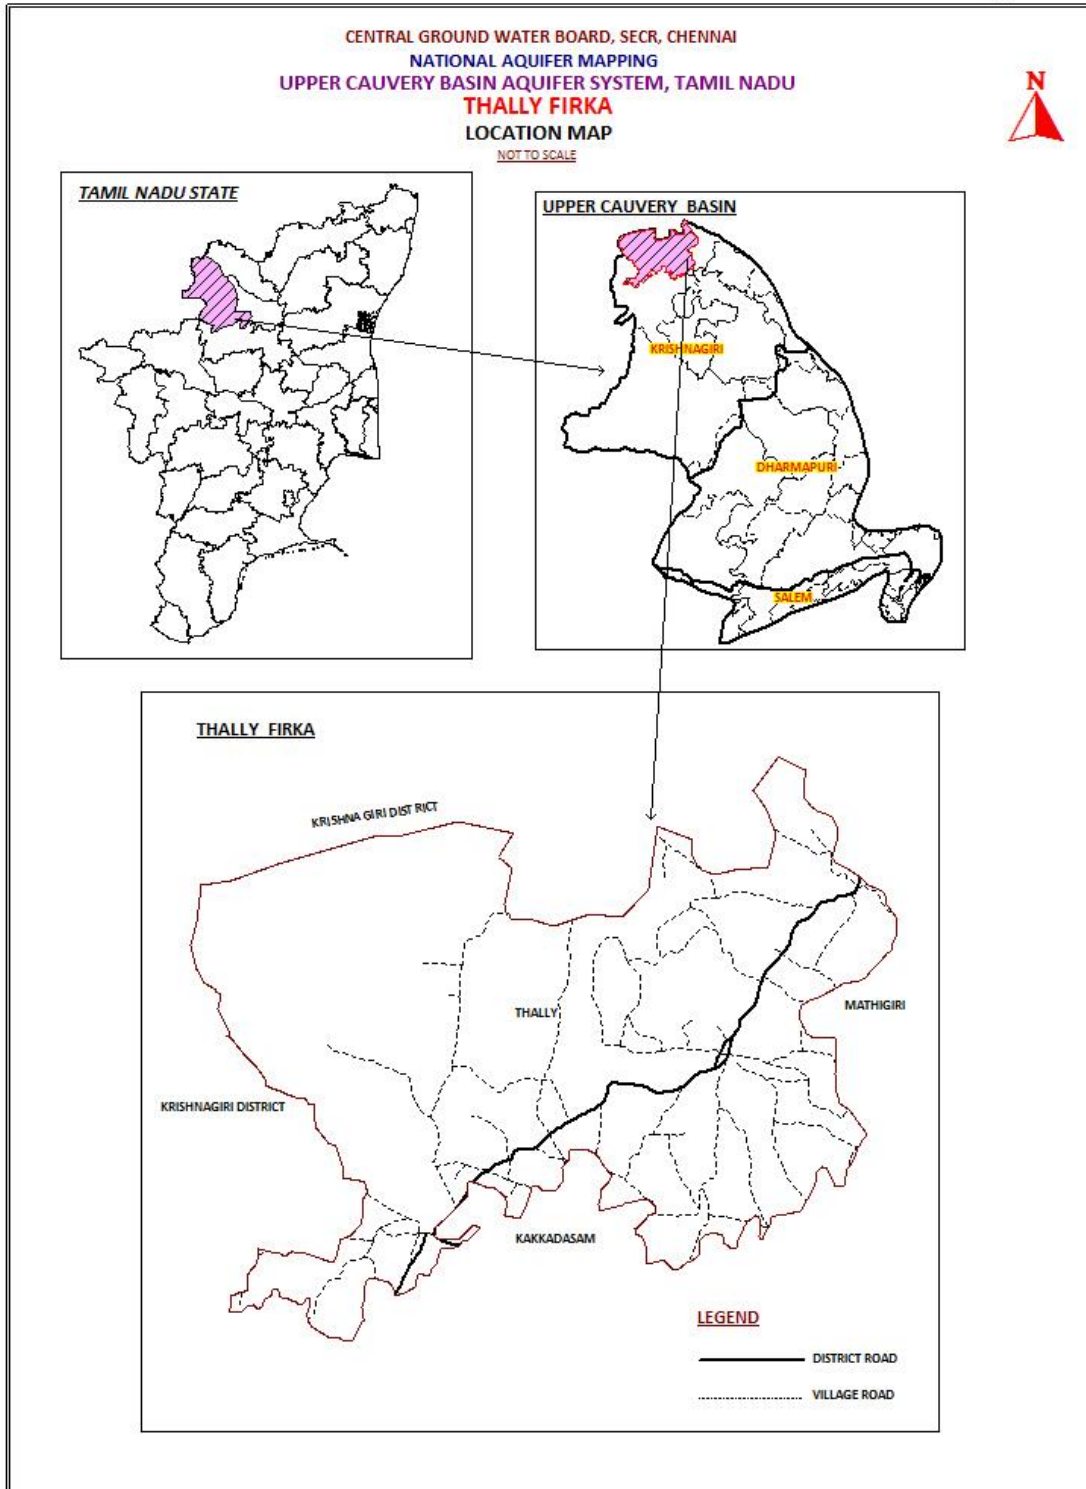 CENTRAL GROUND WATER BOARD, SECR, CHENNAI
NATIONAL AQUIFER MAPPING
UPPER CAUVERY BASIN AQUIFER SYSTEM, TAMIL NADU
THALLY FIRKA
LOCATION MAP
NOT TO SCALE
N
TAMIL NADU STATE
UPPER CAUVERY BASIN
KRISHNAGIRI
DHARMAPURI
SALEM
THALLY FIRKA
KRISHNA GIRI DISTRICT
THALLY
MATHIGIRI
KRISHNAGIRI DISTRICT
KAKKADASAM
LEGEND
DISTRICT ROAD
VILLAGE ROAD